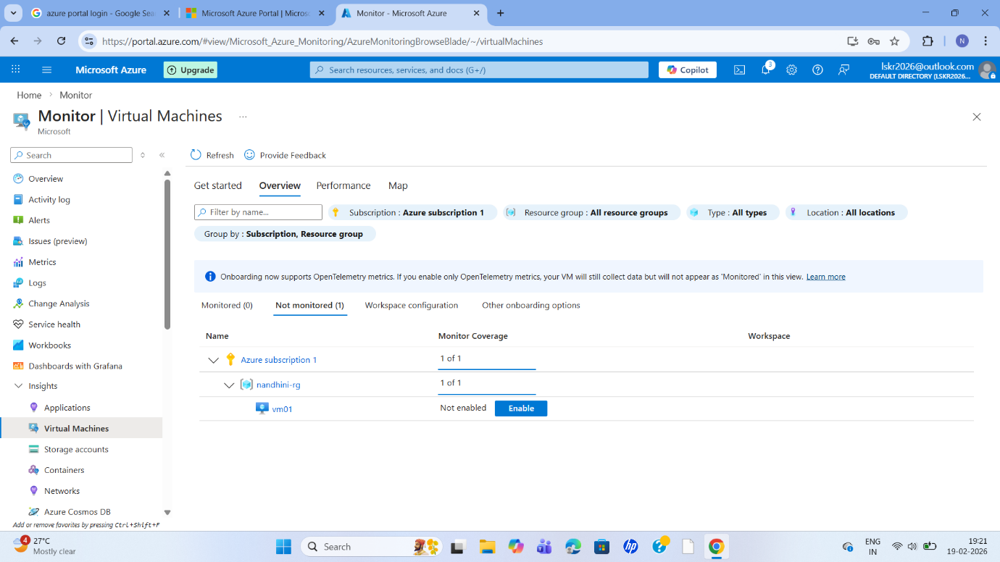 azure portal login - Google Sea
Microsoft Azure Portal | Micros
Monitor - Microsoft Azure
https://portal.azure.com/#view/Microsoft_Azure_Monitoring/AzureMonitoringBrowseBlade/~/virtualMachines
N
Microsoft Azure
Upgrade
Search resources, services, and docs (G+/)
Copilot
3
lskr2026@outlook.com
DEFAULT DIRECTORY (LSKR2026...
Home > Monitor
Monitor | Virtual Machines ...
Microsoft
Search
Refresh
Provide Feedback
Overview
Activity log
Alerts
Issues (preview)
Metrics
Logs
Change Analysis
Service health
Workbooks
Dashboards with Grafana
Insights
Applications
Virtual Machines
Storage accounts
Containers
Networks
Azure Cosmos DB
Add or remove favorites by pressing Ctrl+Shift+F
Get started
Overview
Performance
Map
Filter by name...
Subscription : Azure subscription 1
Resource group : All resource groups
Type : All types
Location : All locations
Group by : Subscription, Resource group
Onboarding now supports OpenTelemetry metrics. If you enable only OpenTelemetry metrics, your VM will still collect data but will not appear as 'Monitored' in this view. Learn more
Monitored (0)
Not monitored (1)
Workspace configuration
Other onboarding options
Name
Monitor Coverage
Workspace
Azure subscription 1
1 of 1
nandhini-rg
1 of 1
vm01
Not enabled
Enable
4
27°C
Mostly clear
Search
hp
ENG
IN
19:21
19-02-2026